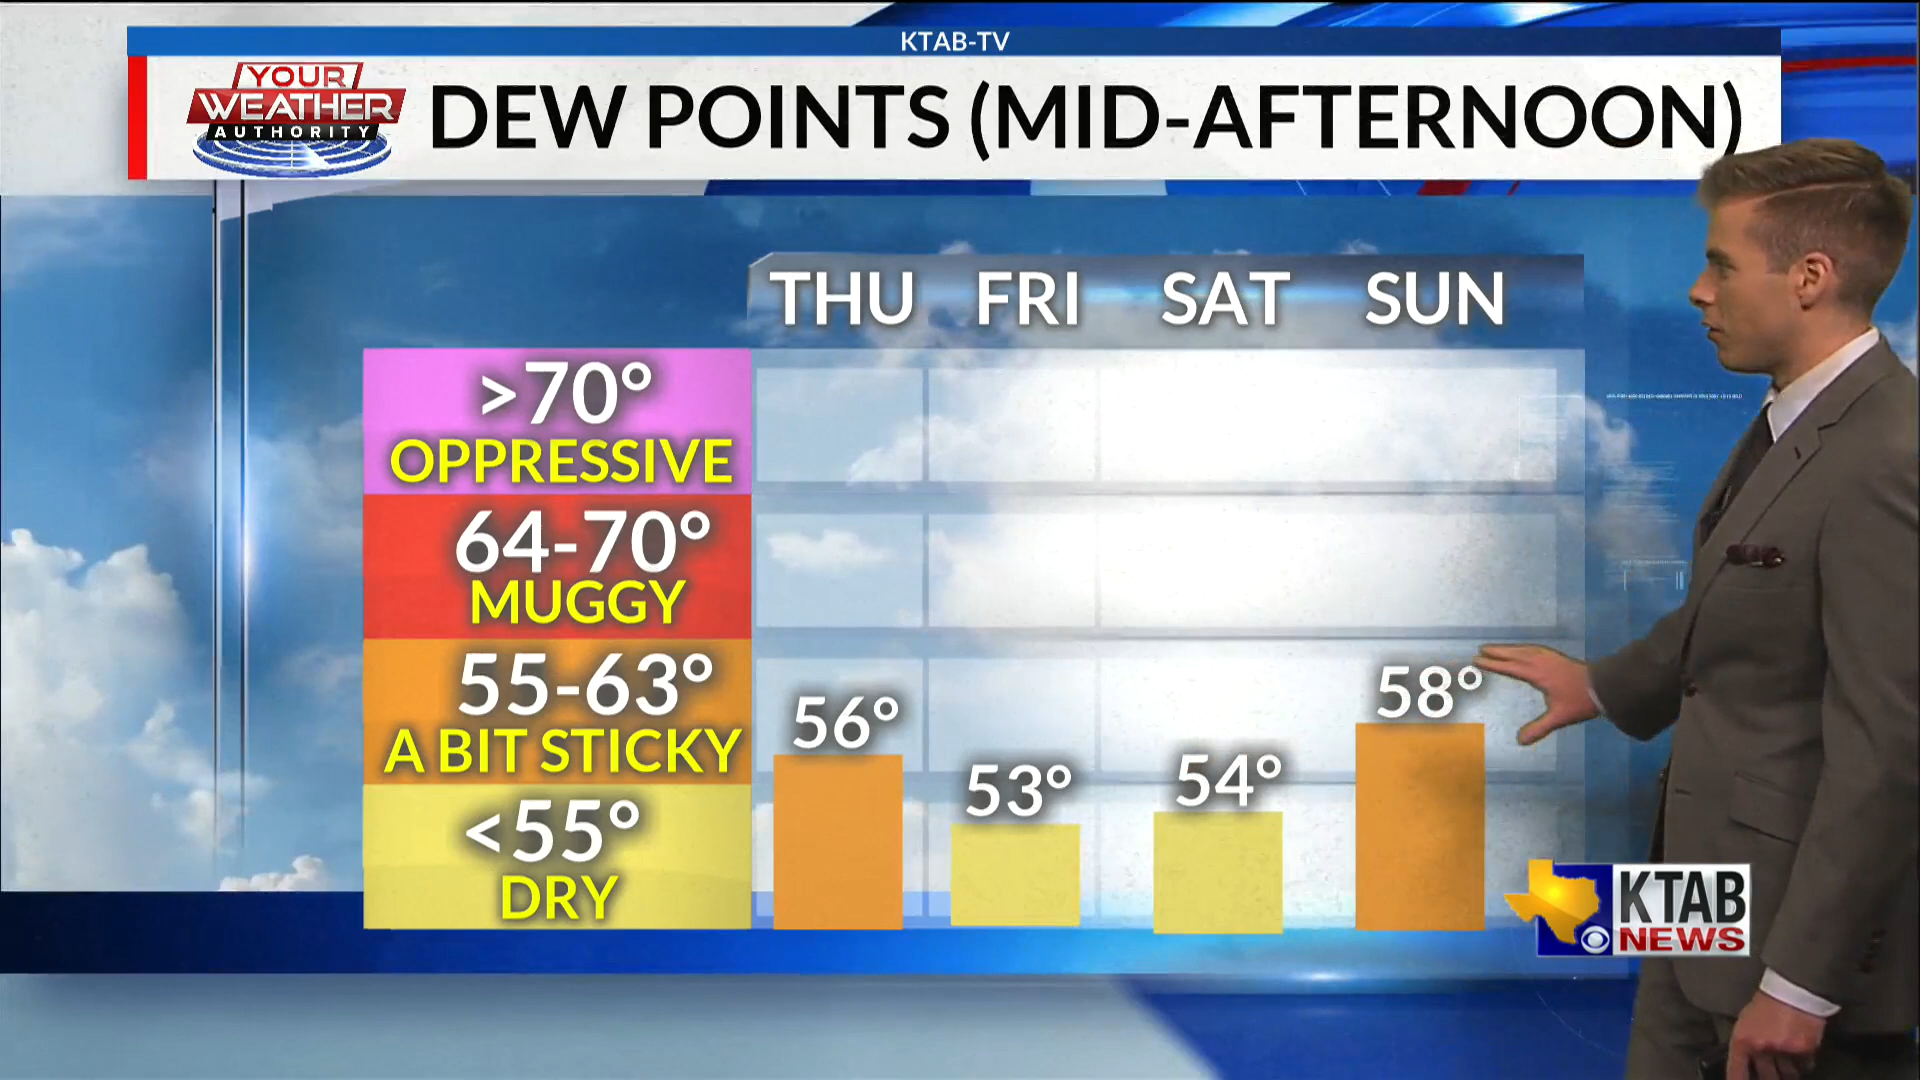 KTAB-TV
YOUR
WEATHER
AUTHORITY
DEW POINTS (MID-AFTERNOON)
THU FRI SAT SUN
>70°
OPPRESSIVE
64-70°
MUGGY
55-63°
A BIT STICKY
<55°
DRY
56° 53° 54° 58°
KTAB
NEWS